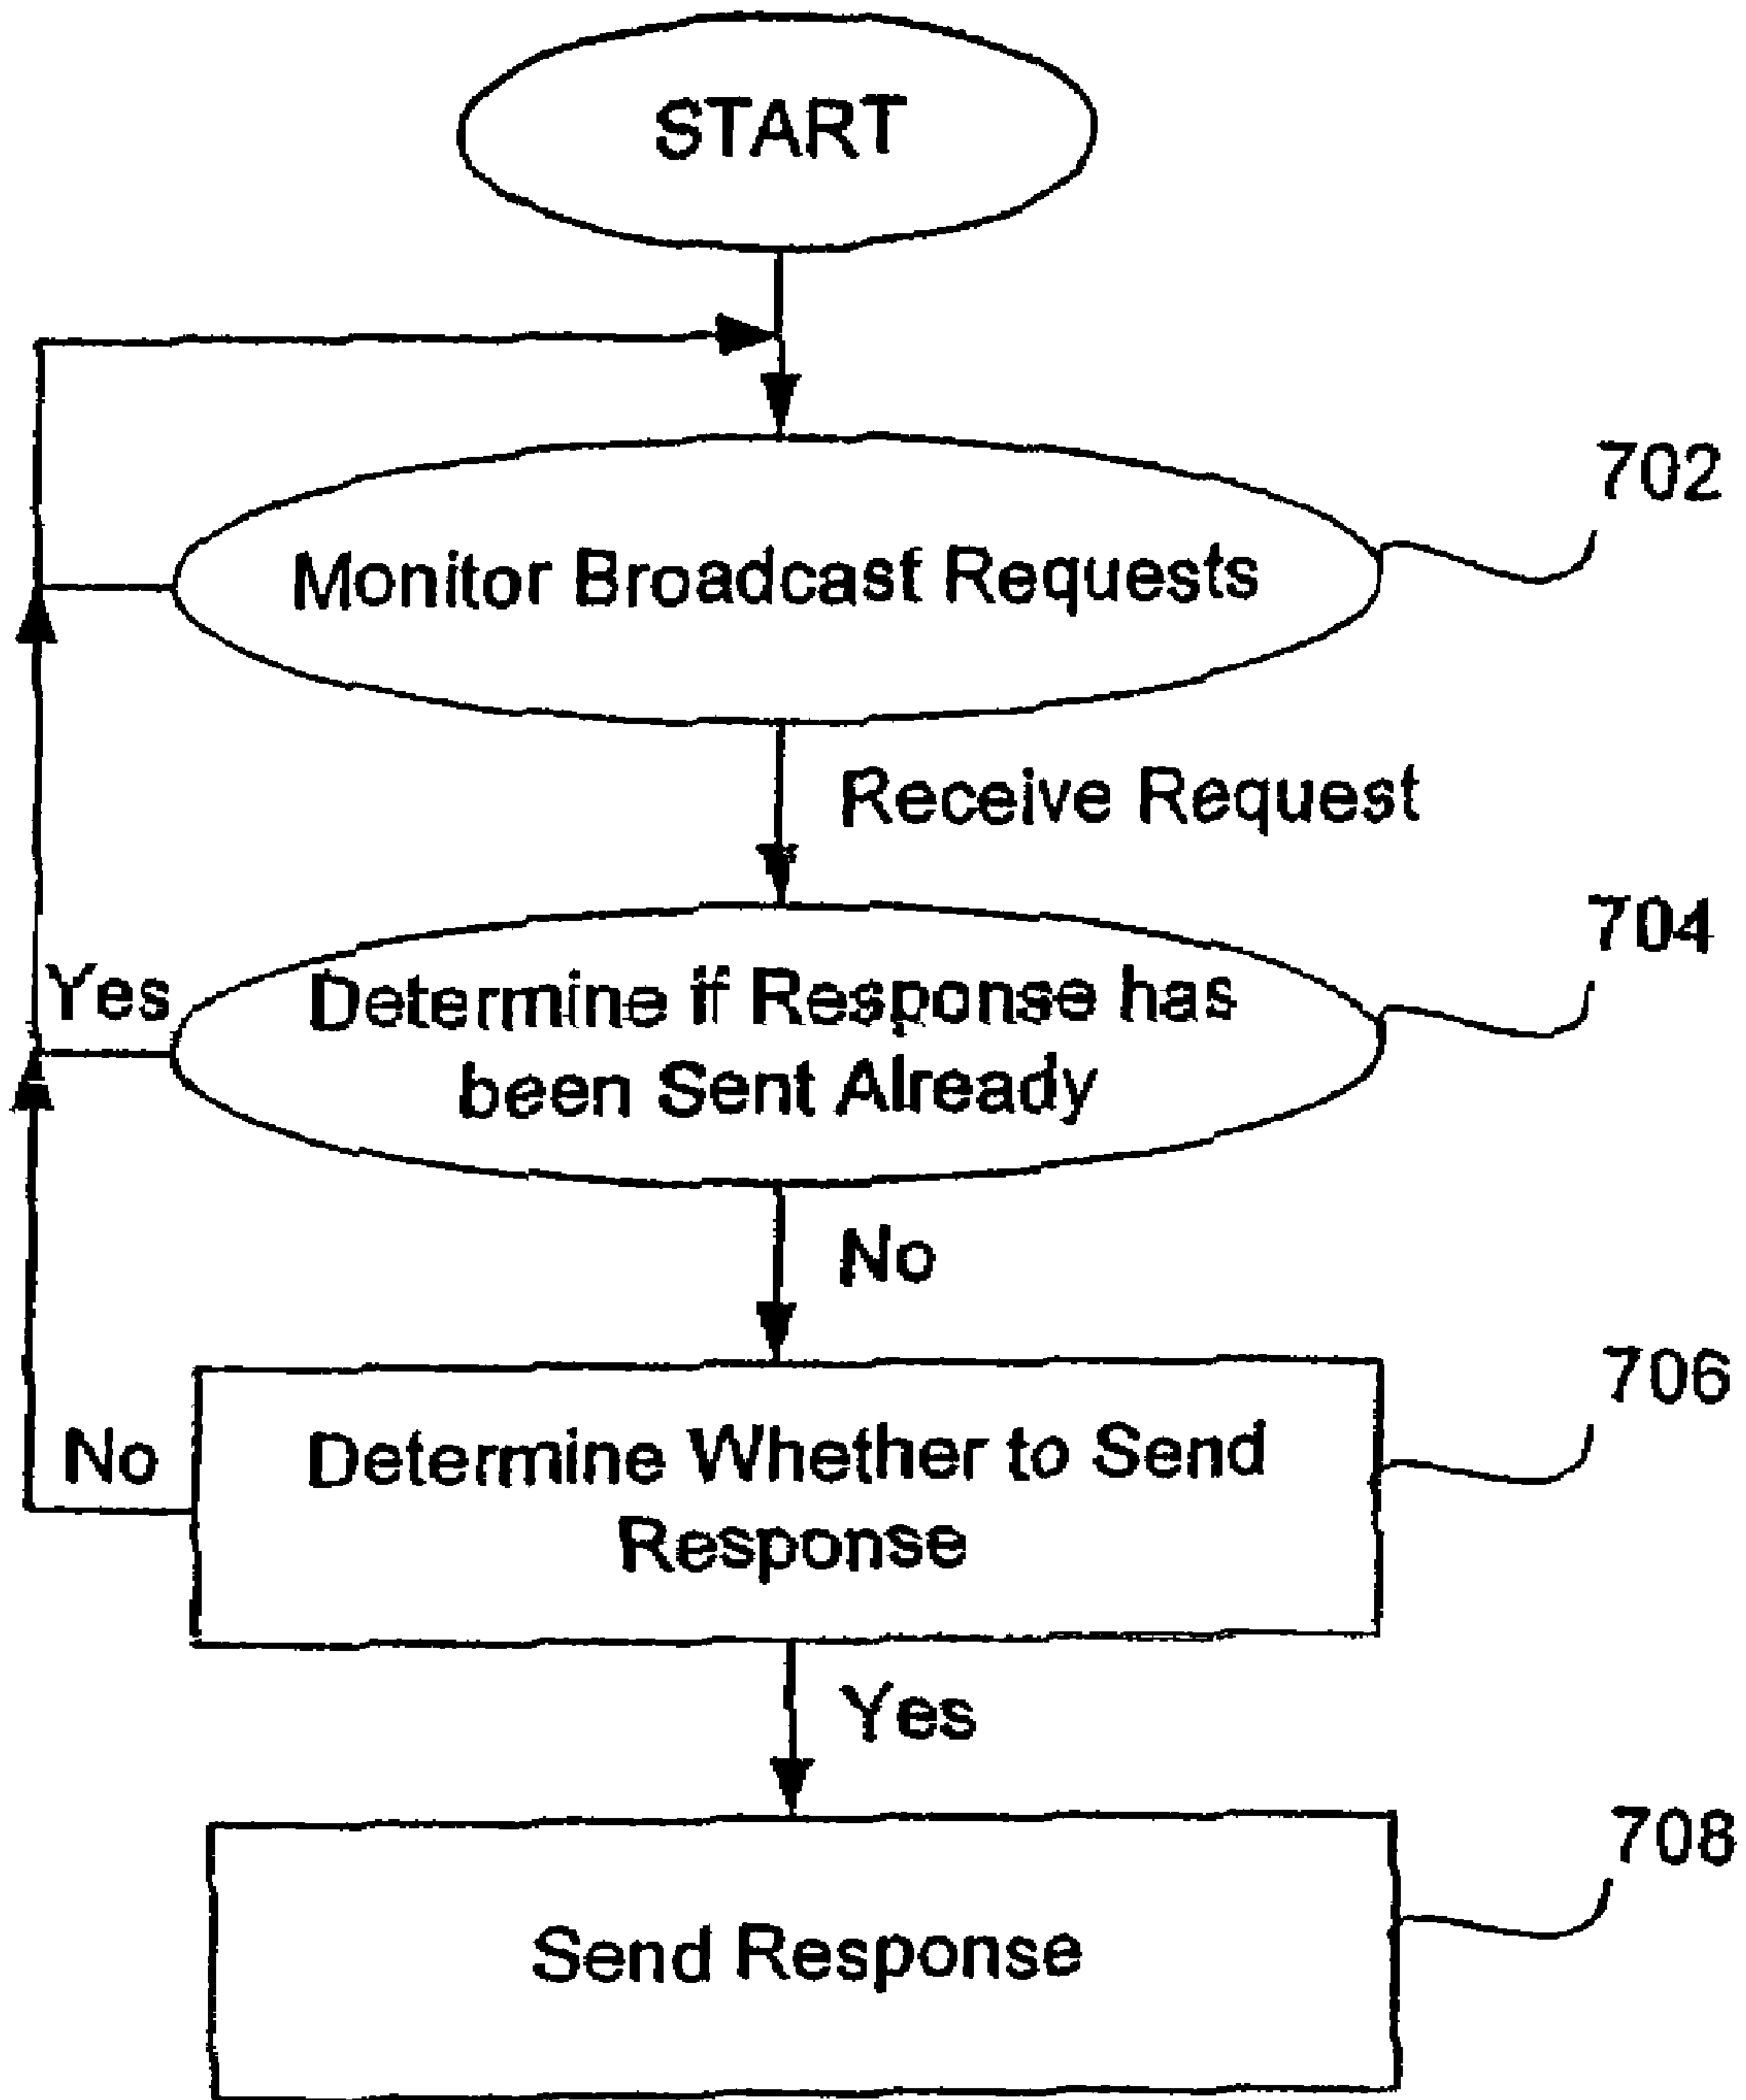 START
702
Monitor Broadcast Requests
Receive Request
704
Yes
Determine if Response has
been Sent Already
No
706
No
Determine Whether to Send
Response
Yes
708
Send Response